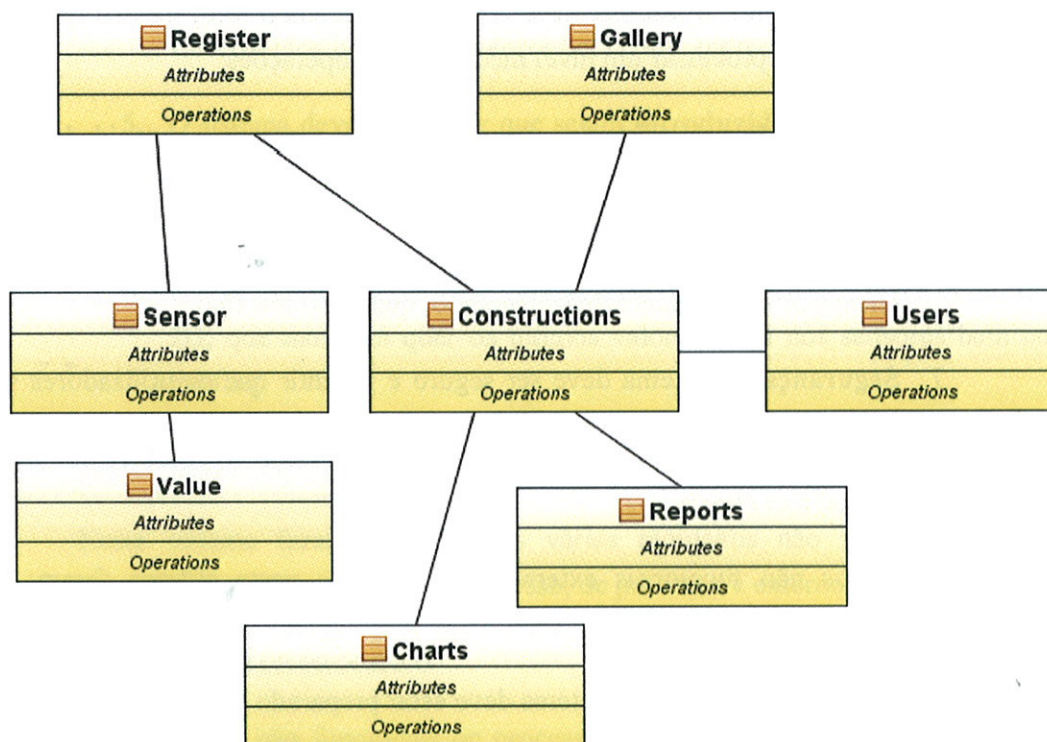 Register
Attributes
Operations
Gallery
Attributes
Operations
Sensor
Attributes
Operations
Constructions
Attributes
Operations
Users
Attributes
Operations
Value
Attributes
Operations
Reports
Attributes
Operations
Charts
Attributes
Operations